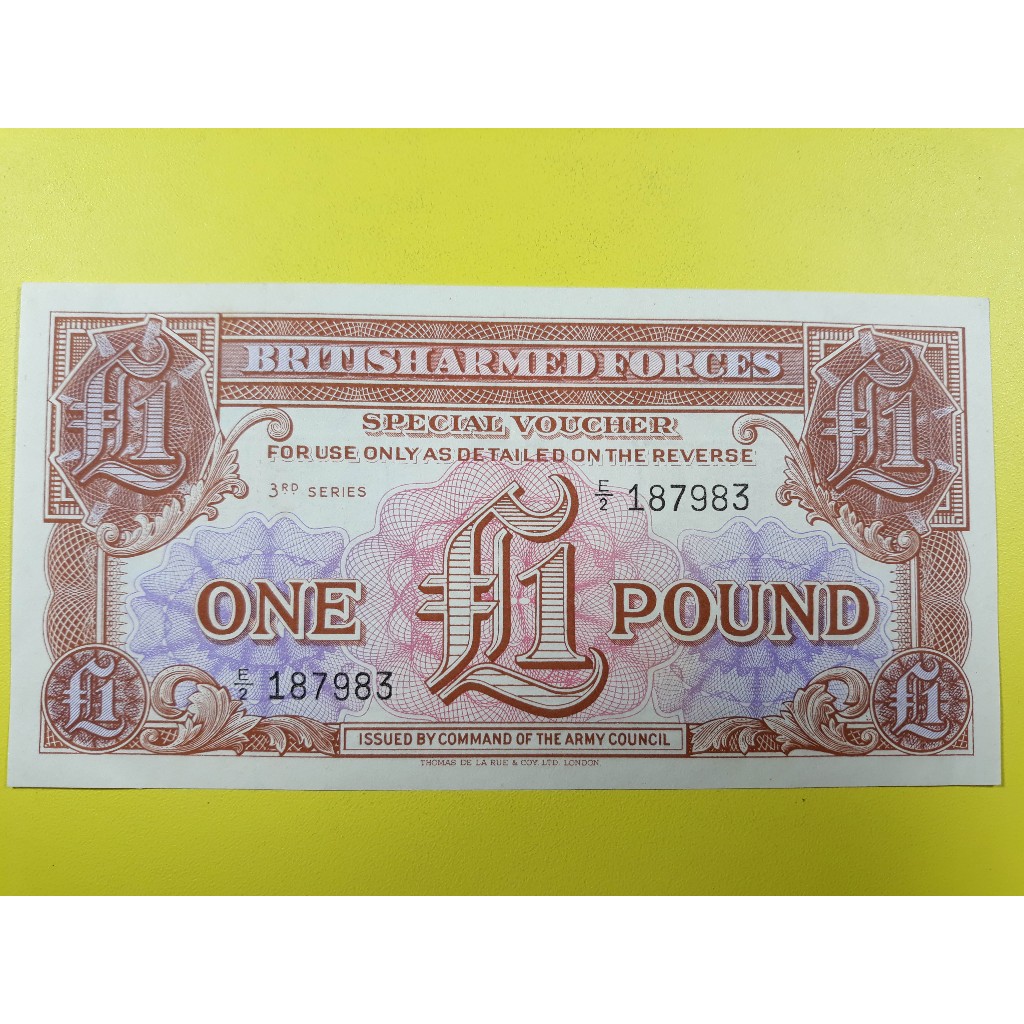 £1 BRITISH ARMED FORCES £1
SPECIAL VOUCHER
FOR USE ONLY AS DETAILED ON THE REVERSE
3RD SERIES E/2 187983
ONE £1 POUND
E/2 187983
£1 ISSUED BY COMMAND OF THE ARMY COUNCIL £1
THOMAS DE LA RUE & COY. LTD. LONDON.